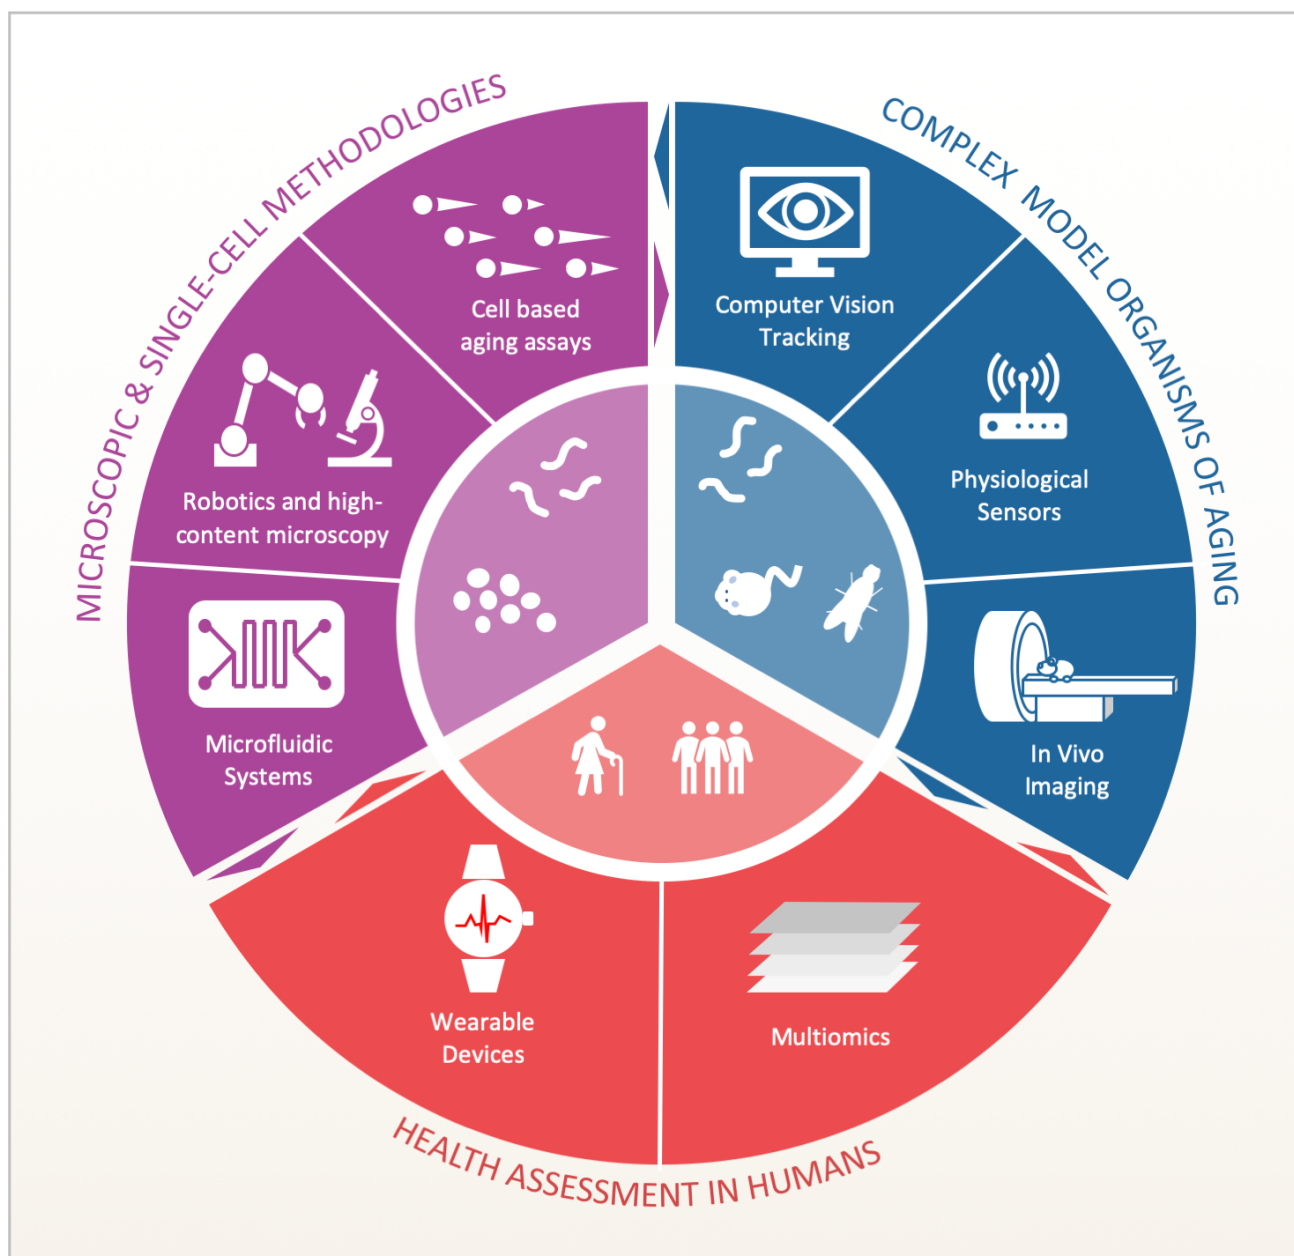 MICROSCOPIC & SINGLE-CELL METHODOLOGIES
COMPLEX MODEL ORGANISMS OF AGING
Cell based
aging assays
Computer Vision
Tracking
Robotics and high-
content microscopy
Physiological
Sensors
Microfluidic
Systems
In Vivo
Imaging
Wearable
Devices
Multiomics
HEALTH ASSESSMENT IN HUMANS